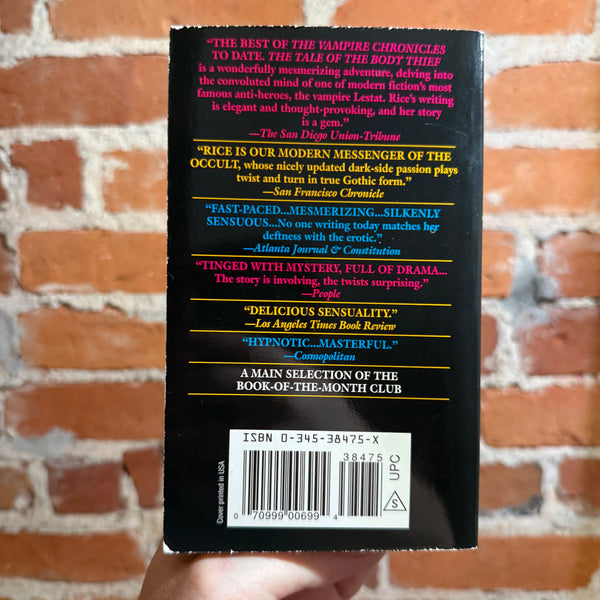 “THE BEST OF THE VAMPIRE CHRONICLES
TO DATE. THE TALE OF THE BODY THIEF
is a wonderfully mesmerizing adventure, delving into
the convoluted mind of one of modern fiction's most
famous anti-heroes, the vampire Lestat. Rice's writing
is elegant and thought-provoking, and her story
is a gem.”
—The San Diego Union-Tribune
“RICE IS OUR MODERN MESSENGER OF THE
OCCULT, whose nicely updated dark-side passion plays
twist and turn in true Gothic form.”
—San Francisco Chronicle
“FAST-PACED...MESMERIZING...SILKENLY
SENSUOUS...No one writing today matches her
deftness with the erotic.”
—Atlanta Journal & Constitution
“TINGED WITH MYSTERY, FULL OF DRAMA...
The story is involving, the twists surprising.”
—People
“DELICIOUS SENSUALITY.”
—Los Angeles Times Book Review
“HYPNOTIC...MASTERFUL.”
—Cosmopolitan
A MAIN SELECTION OF THE
BOOK-OF-THE-MONTH CLUB
ISBN 0-345-38475-X
38475
0 70999 00699 4
UPC
S
Cover printed in USA